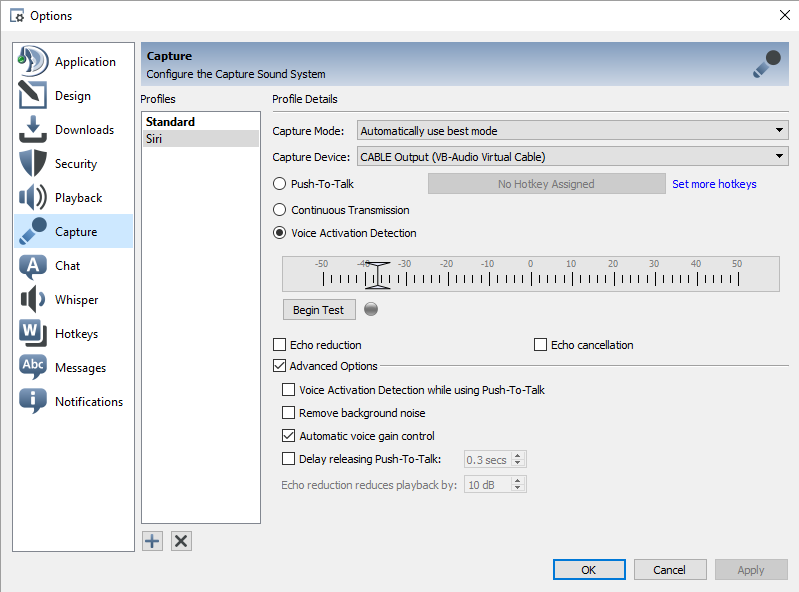 Options
Application
Design
Downloads
Security
Playback
Capture
A Chat
Whisper
W Hotkeys
Abc Messages
i Notifications
Capture
Configure the Capture Sound System
Profiles
Standard
Siri
Profile Details
Capture Mode: Automatically use best mode
Capture Device: CABLE Output (VB-Audio Virtual Cable)
Push-To-Talk No Hotkey Assigned Set more hotkeys
Continuous Transmission
Voice Activation Detection
-50 -40 -30 -20 -10 0 10 20 30 40 50
Begin Test
Echo reduction Echo cancellation
Advanced Options
Voice Activation Detection while using Push-To-Talk
Remove background noise
Automatic voice gain control
Delay releasing Push-To-Talk: 0.3 secs
Echo reduction reduces playback by: 10 dB
OK Cancel Apply